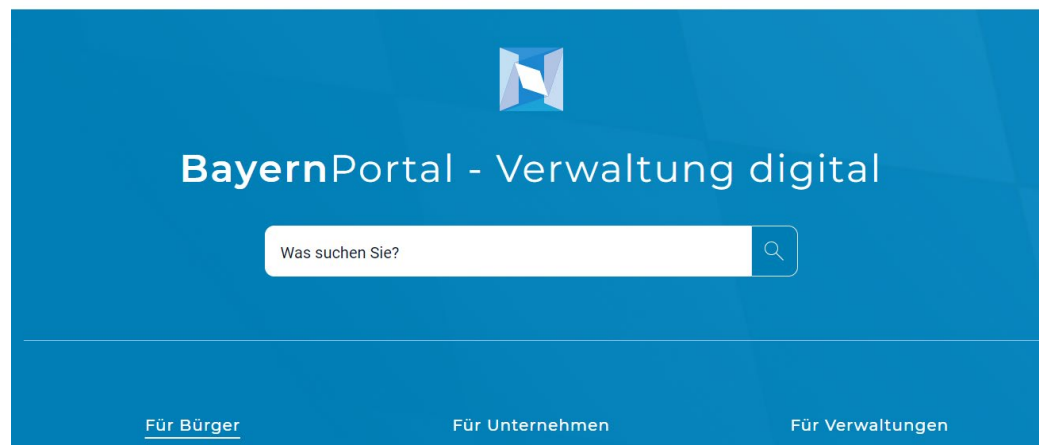 BayernPortal - Verwaltung digital
Was suchen Sie?
Für Bürger Für Unternehmen Für Verwaltungen